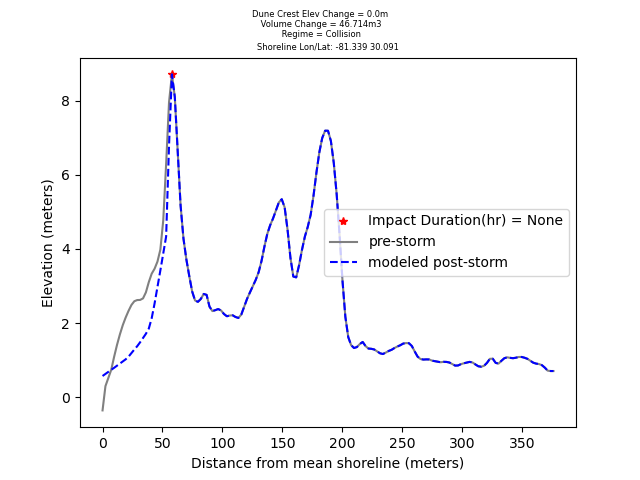 Dune Crest Elev Change = 0.0m
Volume Change = 46.714m3
Regime = Collision
Shoreline Lon/Lat: -81.339 30.091
8
6
4
2
0
Elevation (meters)
Impact Duration(hr) = None
pre-storm
modeled post-storm
0 50 100 150 200 250 300 350
Distance from mean shoreline (meters)